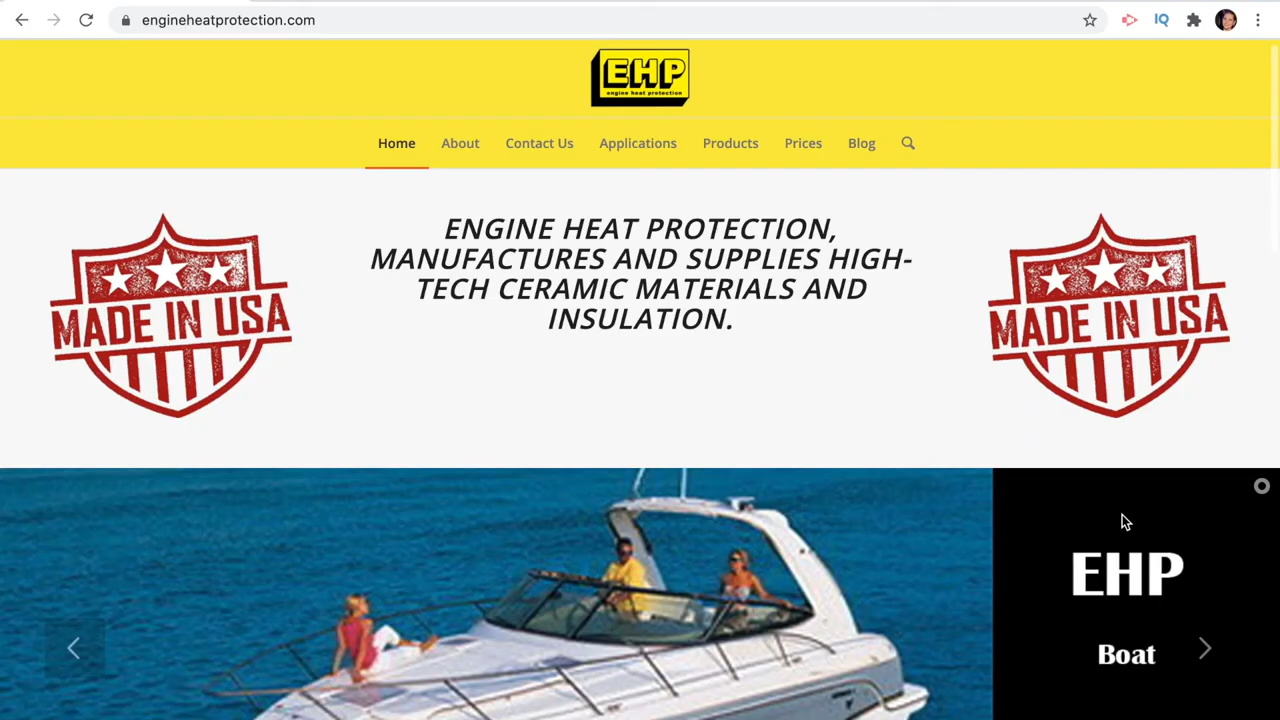 engineheatprotection.com
IQ
EHP
engine heat protection
Home About Contact Us Applications Products Prices Blog
MADE IN USA
ENGINE HEAT PROTECTION,
MANUFACTURES AND SUPPLIES HIGH-
TECH CERAMIC MATERIALS AND
INSULATION.
MADE IN USA
EHP
Boat